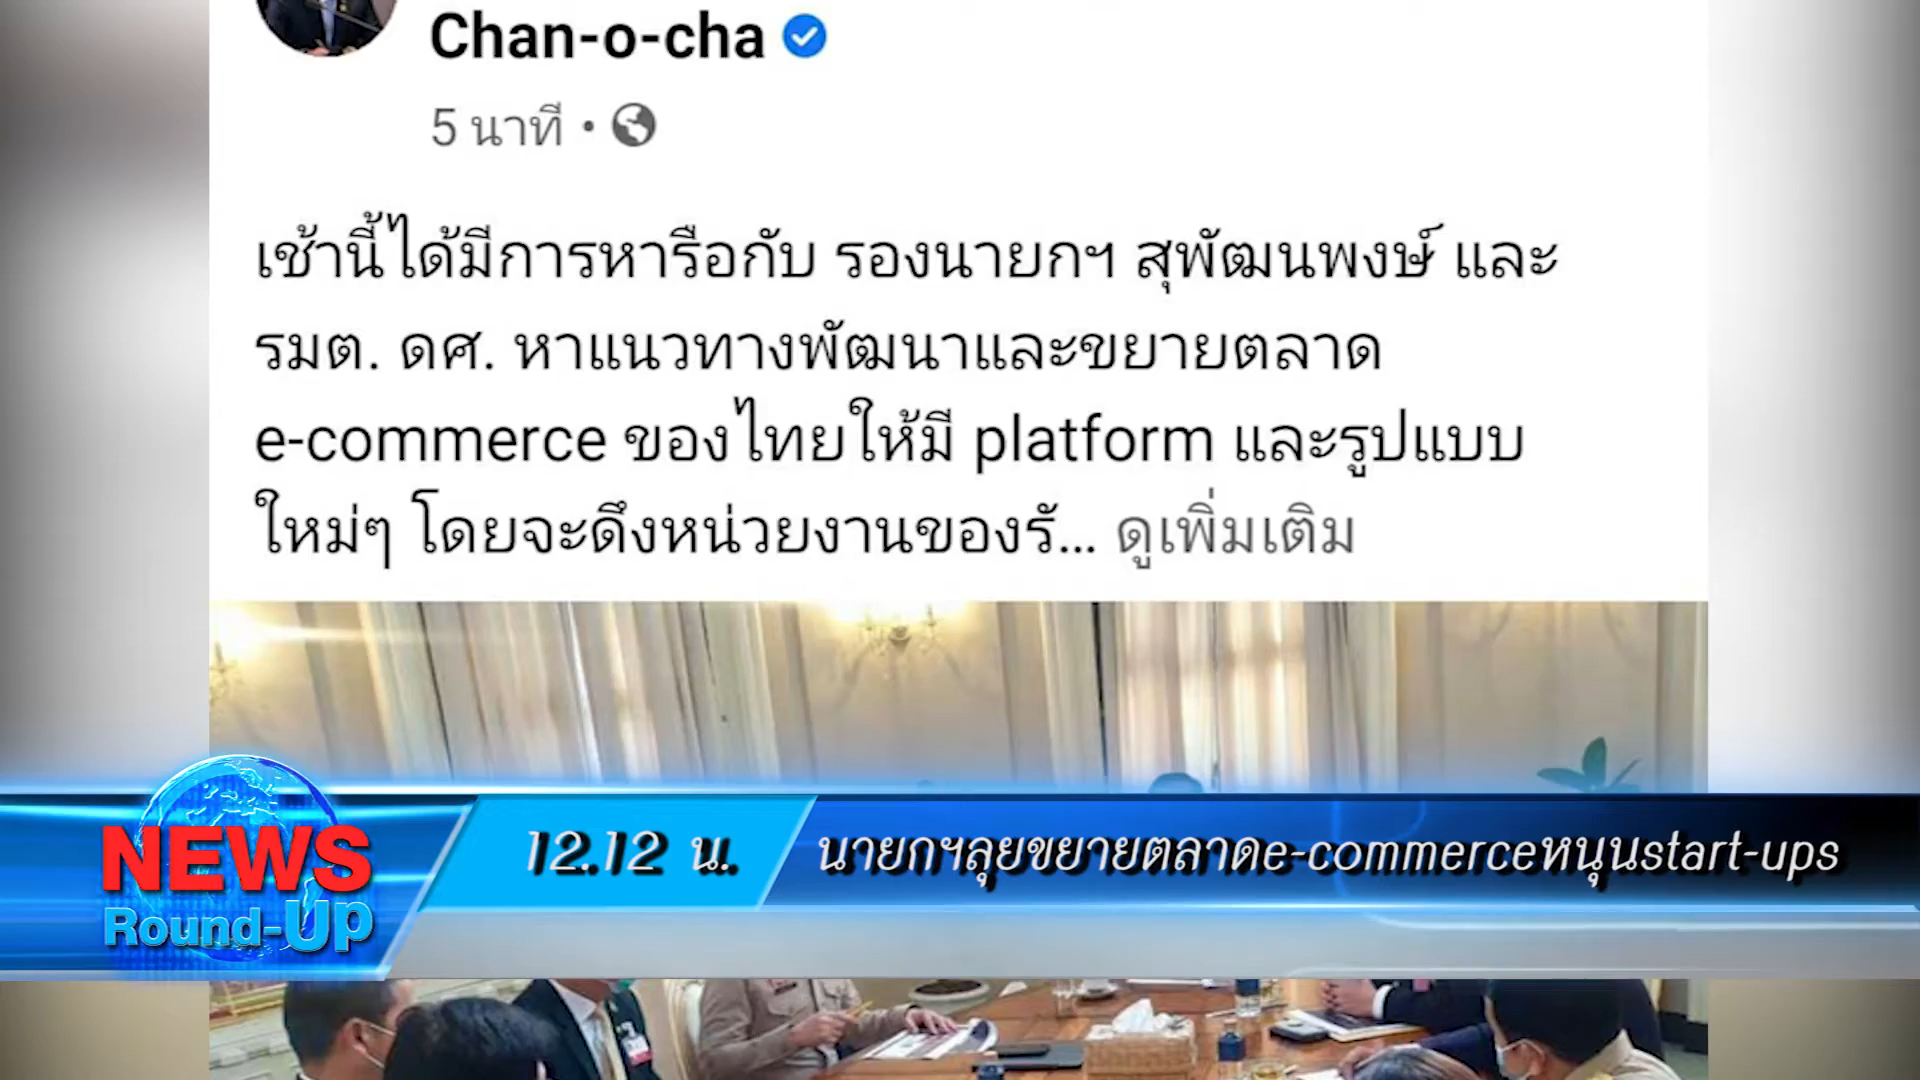 Chan-o-cha
5 นาที ·
เช้านี้ได้มีการหารือกับ รองนายกฯ สุพัฒนพงษ์ และ
รมต. ดศ. หาแนวทางพัฒนาและขยายตลาด
e-commerce ของไทยให้มี platform และรูปแบบ
ใหม่ๆ โดยจะดึงหน่วยงานของรั... ดูเพิ่มเติม
NEWS
Round-Up
12.12 น.
นายกฯลุยขยายตลาดe-commerceหนุนstart-ups